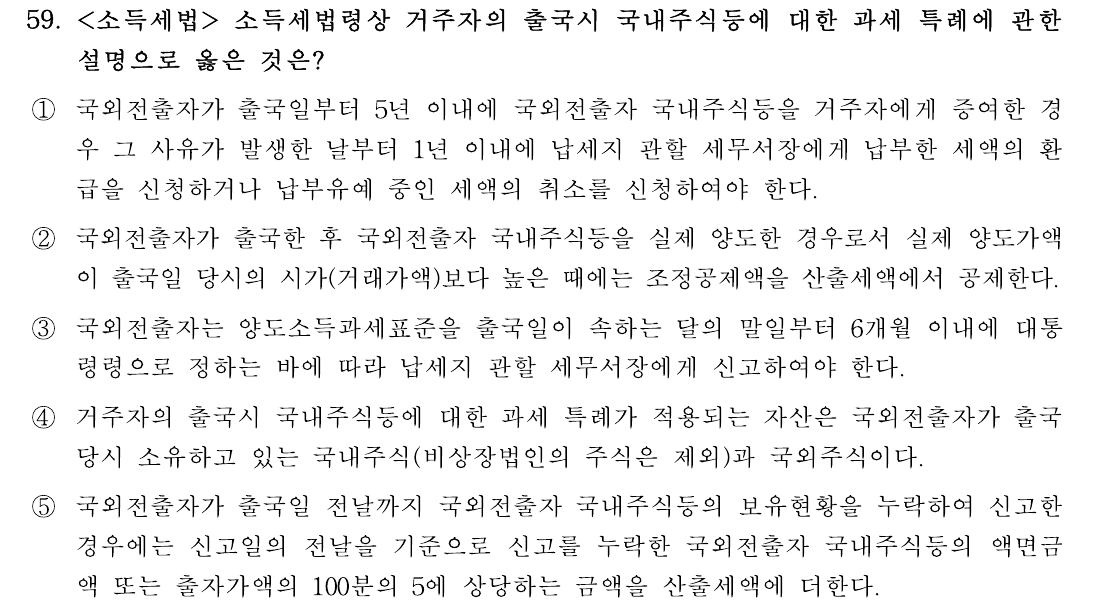 59. <소득세법> 소득세법령상 거주자의 출국시 국내주식등에 대한 과세 특례에 관한
설명으로 옳은 것은?
① 국외전출자가 출국일부터 5년 이내에 국외전출자 국내주식등을 거주자에게 증여한 경
우 그 사유가 발생한 날부터 1년 이내에 납세지 관할 세무서장에게 납부한 세액의 환
급을 신청하거나 납부유예 중인 세액의 취소를 신청하여야 한다.
② 국외전출자가 출국한 후 국외전출자 국내주식등을 실제 양도한 경우로서 실제 양도가액
이 출국일 당시의 시가(거래가액)보다 높은 때에는 조정공제액을 산출세액에서 공제한다.
③ 국외전출자는 양도소득과세표준을 출국일이 속하는 달의 말일부터 6개월 이내에 대통
령령으로 정하는 바에 따라 납세지 관할 세무서장에게 신고하여야 한다.
④ 거주자의 출국시 국내주식등에 대한 과세 특례가 적용되는 자산은 국외전출자가 출국
당시 소유하고 있는 국내주식(비상장법인의 주식은 제외)과 국외주식이다.
⑤ 국외전출자가 출국일 전날까지 국외전출자 국내주식등의 보유현황을 누락하여 신고한
경우에는 신고일의 전날을 기준으로 신고를 누락한 국외전출자 국내주식등의 액면금
액 또는 출자가액의 100분의 5에 상당하는 금액을 산출세액에 더한다.